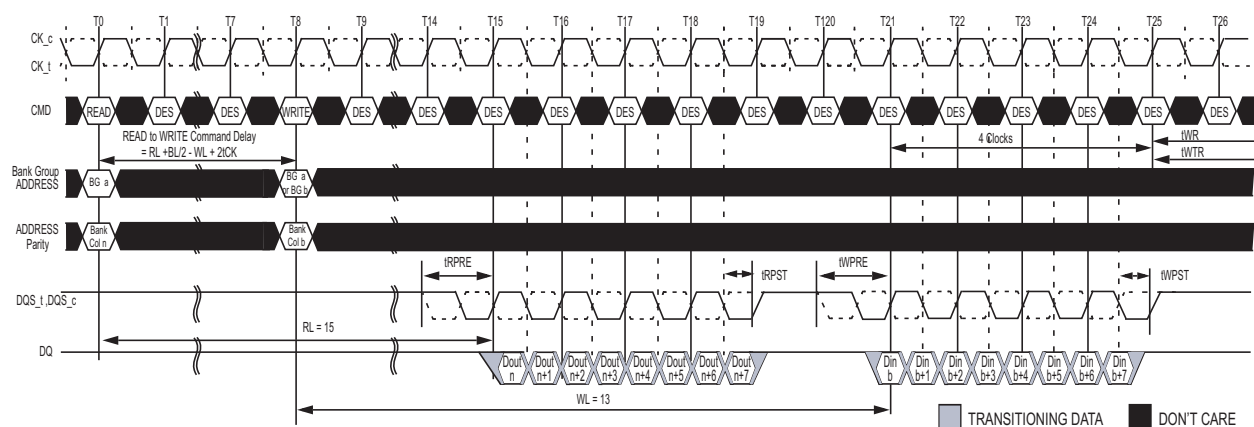 T0 T1 T7 T8 T9 T14 T15 T16 T17 T18 T19 T120 T21 T22 T23 T24 T25 T26
CK_c
CK_t
CMD READ DES DES WRITE DES DES DES DES DES DES DES DES DES DES DES DES DES DES
READ to WRITE Command Delay
= RL +BL/2 - WL + 2tCK
4 Clocks
tWR
tWTR
Bank Group
ADDRESS
BG a
BG a
or BG b
ADDRESS
Parity
Bank
Col n
Bank
Col b
tRPRE
tRPST
tWPRE
tWPST
DQS_t ,DQS_c
RL = 15
DQ
Dout
n
Dout
n+1
Dout
n+2
Dout
n+3
Dout
n+4
Dout
n+5
Dout
n+6
Dout
n+7
Din
b
Din
b+1
Din
b+2
Din
b+3
Din
b+4
Din
b+5
Din
b+6
Din
b+7
WL = 13
TRANSITIONING DATA
DON'T CARE